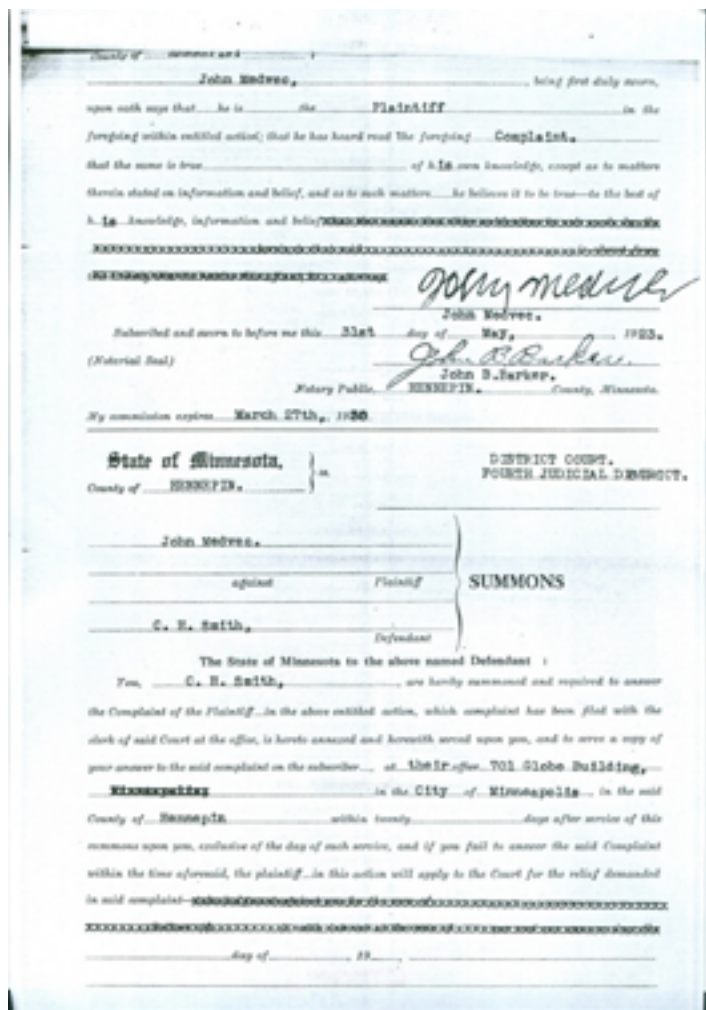 County of
John Medvec, being first duly sworn,
upon oath says that he is the Plaintiff in the
foregoing within entitled action; that he has heard read the foregoing Complaint.
that the same is true of his own knowledge, except as to matters
therein stated on information and belief, and as to such matters he believes it to be true—to the best of
his knowledge, information and belief
John Medvec
John Medvec.
Subscribed and sworn to before me this 31st day of May, 1923.
(Notarial Seal) John B. Barker.
John B.Barker.
Notary Public, HENNEPIN. County, Minnesota.
My commission expires March 27th, 1930
State of Minnesota, } ss. DISTRICT COURT.
County of HENNEPIN. FOURTH JUDICIAL DISTRICT.
John Medvec.
against Plaintiff SUMMONS
C. H. Smith,
Defendant
The State of Minnesota to the above named Defendant :
You, C. H. Smith, are hereby summoned and required to answer
the Complaint of the Plaintiff in the above entitled action, which complaint has been filed with the
clerk of said Court at the office, is hereto annexed and herewith served upon you, and to serve a copy of
your answer to the said complaint on the subscriber at their office 701 Globe Building,
in the City of Minneapolis in the said
County of Hennepin within twenty days after service of this
summons upon you, exclusive of the day of such service, and if you fail to answer the said Complaint
within the time aforesaid, the plaintiff in this action will apply to the Court for the relief demanded
in said complaint
day of , 19 ,